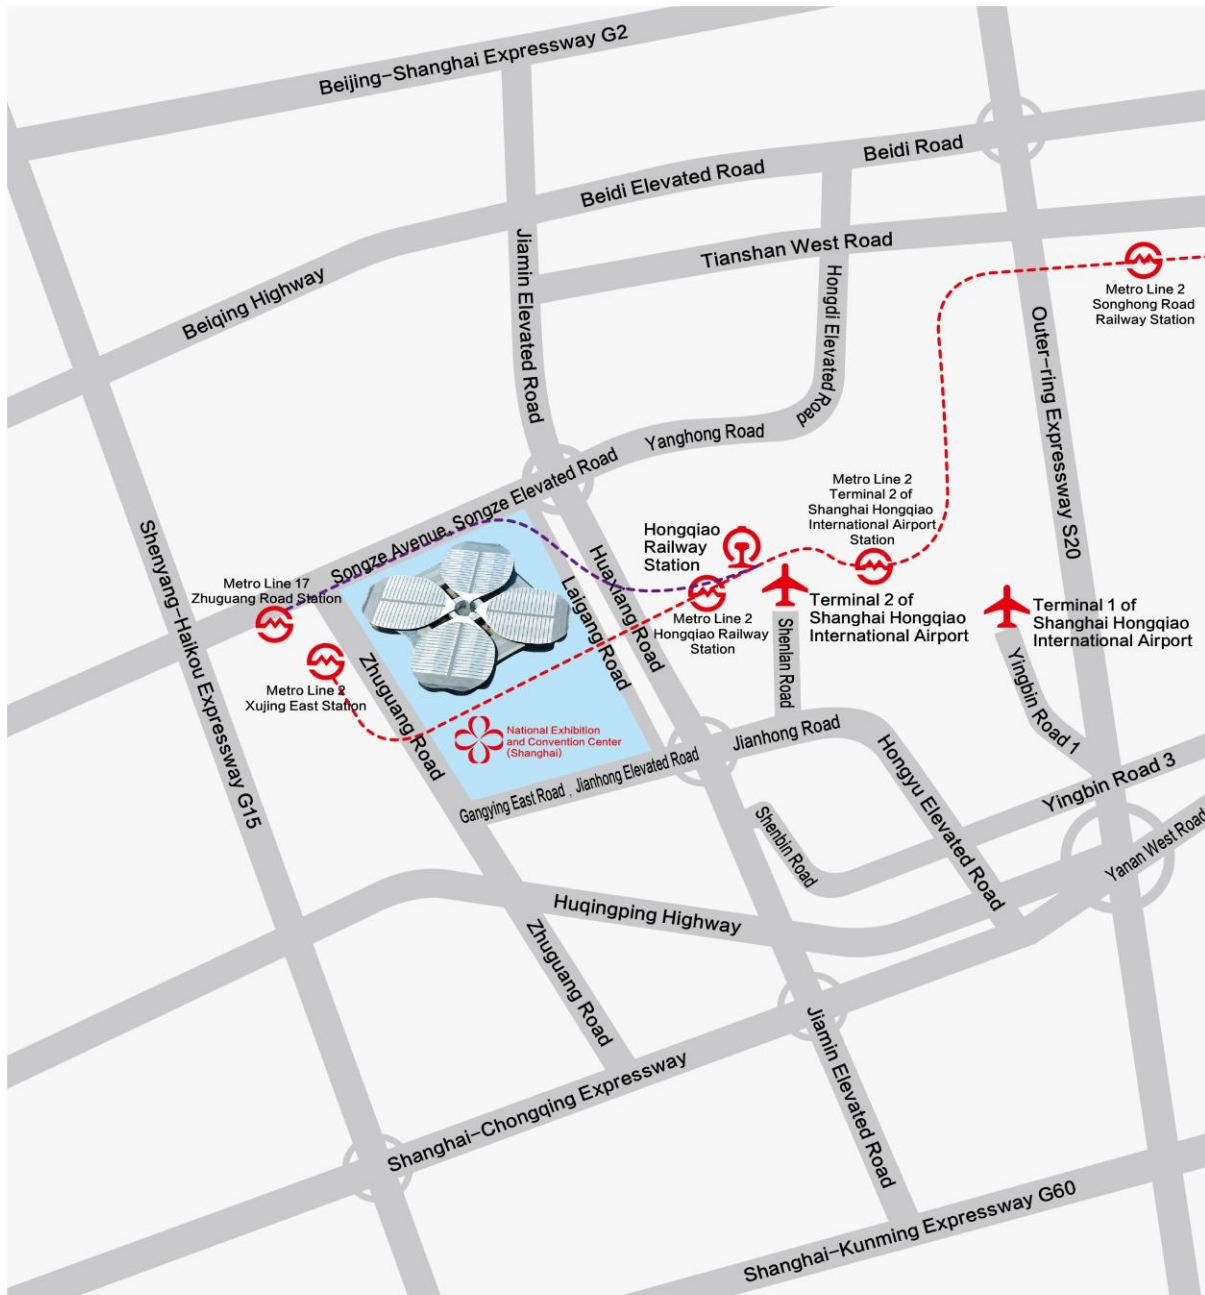 Beijing-Shanghai Expressway G2
Beidi Road
Beidi Elevated Road
Tianshan West Road
Jiamin Elevated Road
Beiqing Highway
Hongdi Elevated
Road
Metro Line 2
Songhong Road
Railway Station
Outer-ring Expressway S20
Yanghong Road
Songze Avenue, Songze Elevated Road
Shenyang-Haikou Expressway G15
Metro Line 2
Terminal 2 of
Shanghai Hongqiao
International Airport
Station
Hongqiao
Railway
Station
Huaxiang Road
Laigang Road
Metro Line 17
Zhuguang Road Station
Metro Line 2
Hongqiao Railway
Station
Terminal 2 of
Shanghai Hongqiao
International Airport
Terminal 1 of
Shanghai Hongqiao
International Airport
Shenlan Road
Yingbin Road 1
Metro Line 2
Xujing East Station
Zhuguang Road
National Exhibition
and Convention Center
(Shanghai)
Gangying East Road , Jianhong Elevated Road
Jianhong Road
Hongyu Elevated Road
Yingbin Road 3
Shenbin Road
Yanan West Road
Huqingping Highway
Zhuguang Road
Jiamin Elevated Road
Shanghai-Chongqing Expressway
Shanghai-Kunming Expressway G60